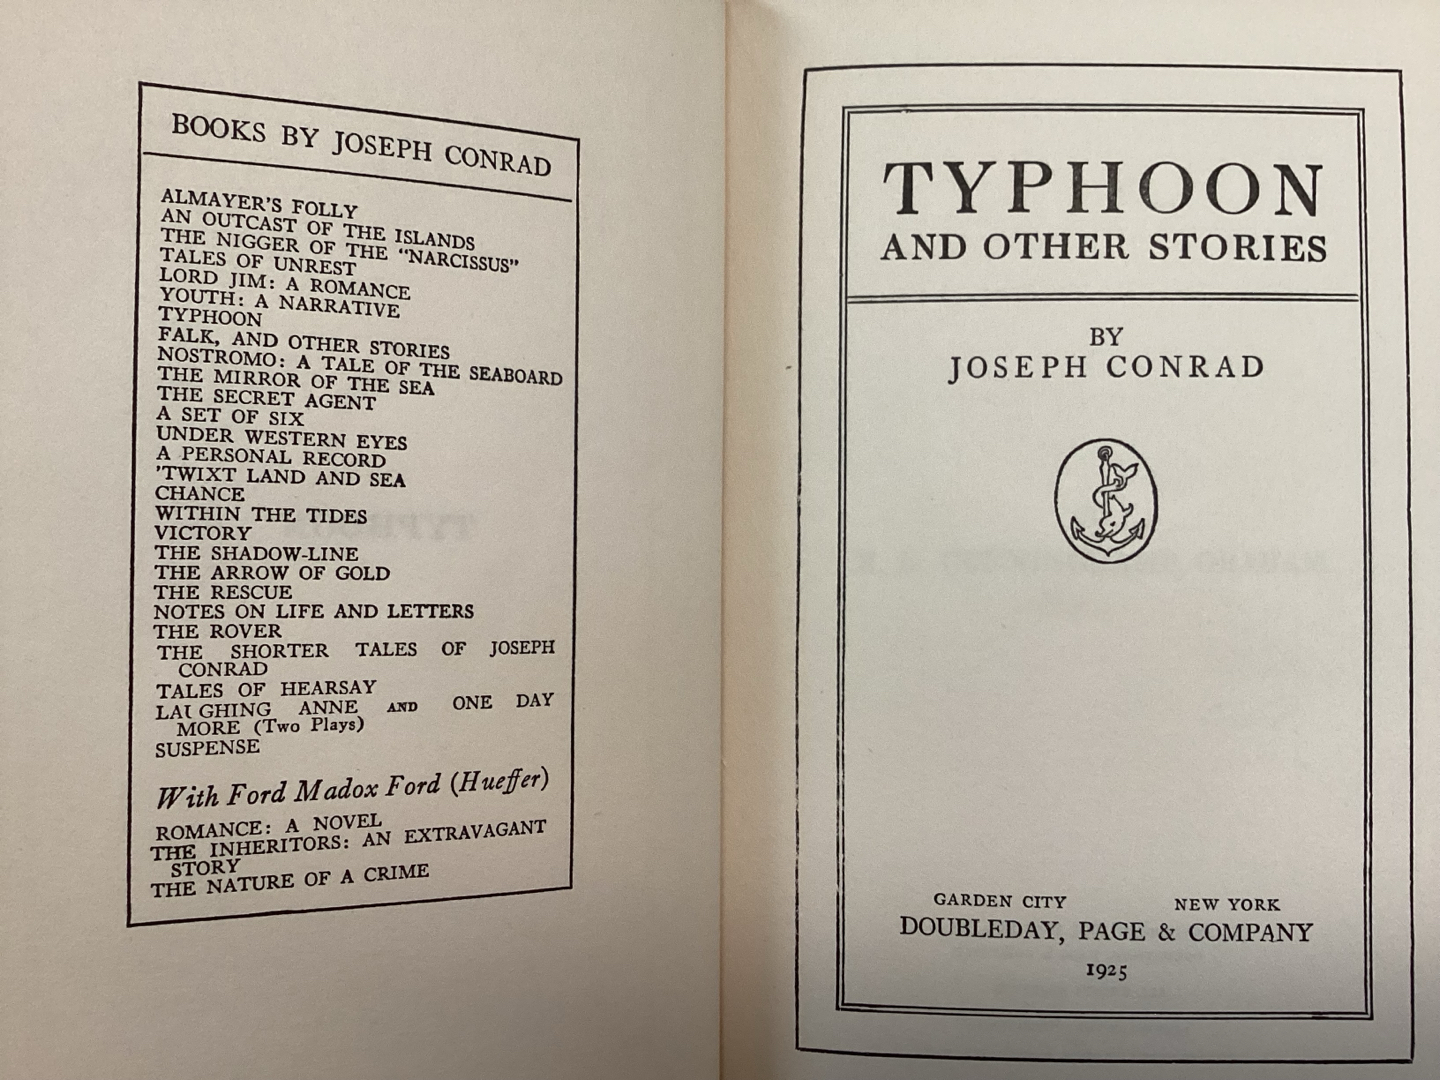 BOOKS BY JOSEPH CONRAD
ALMAYER'S FOLLY
AN OUTCAST OF THE ISLANDS
THE NIGGER OF THE "NARCISSUS"
TALES OF UNREST
LORD JIM: A ROMANCE
YOUTH: A NARRATIVE
TYPHOON
FALK, AND OTHER STORIES
NOSTROMO: A TALE OF THE SEABOARD
THE MIRROR OF THE SEA
THE SECRET AGENT
A SET OF SIX
UNDER WESTERN EYES
A PERSONAL RECORD
'TWIXT LAND AND SEA
CHANCE
WITHIN THE TIDES
VICTORY
THE SHADOW-LINE
THE ARROW OF GOLD
THE RESCUE
NOTES ON LIFE AND LETTERS
THE ROVER
THE SHORTER TALES OF JOSEPH
CONRAD
TALES OF HEARSAY
LAUGHING ANNE AND ONE DAY
MORE (Two Plays)
SUSPENSE
With Ford Madox Ford (Hueffer)
ROMANCE: A NOVEL
THE INHERITORS: AN EXTRAVAGANT
STORY
THE NATURE OF A CRIME
TYPHOON
AND OTHER STORIES
BY
JOSEPH CONRAD
GARDEN CITY NEW YORK
DOUBLEDAY, PAGE & COMPANY
1925